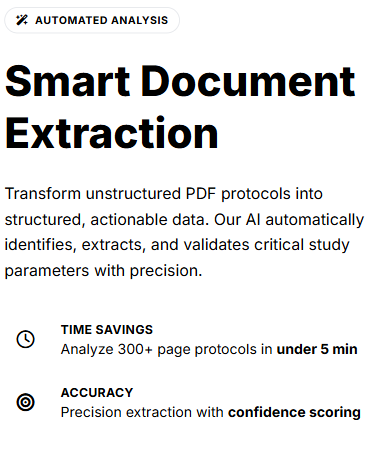 AUTOMATED ANALYSIS
Smart Document
Extraction
Transform unstructured PDF protocols into
structured, actionable data. Our AI automatically
identifies, extracts, and validates critical study
parameters with precision.
TIME SAVINGS
Analyze 300+ page protocols in under 5 min
ACCURACY
Precision extraction with confidence scoring